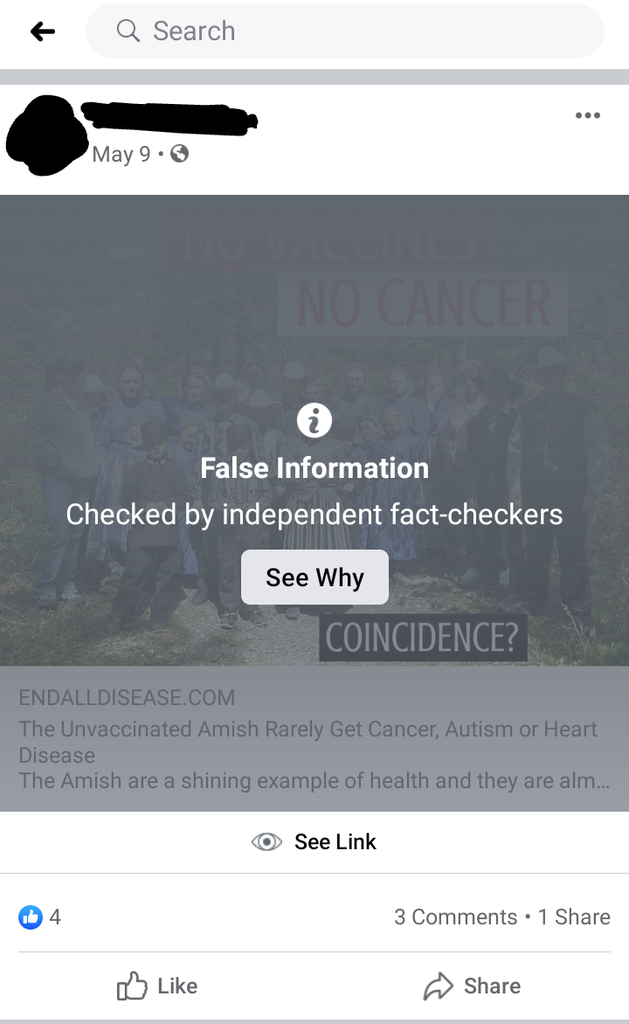 Search
May 9 •
NO VACCINES
NO CANCER
False Information
Checked by independent fact-checkers
See Why
COINCIDENCE?
ENDALLDISEASE.COM
The Unvaccinated Amish Rarely Get Cancer, Autism or Heart
Disease
The Amish are a shining example of health and they are alm...
See Link
4
3 Comments • 1 Share
Like
Share